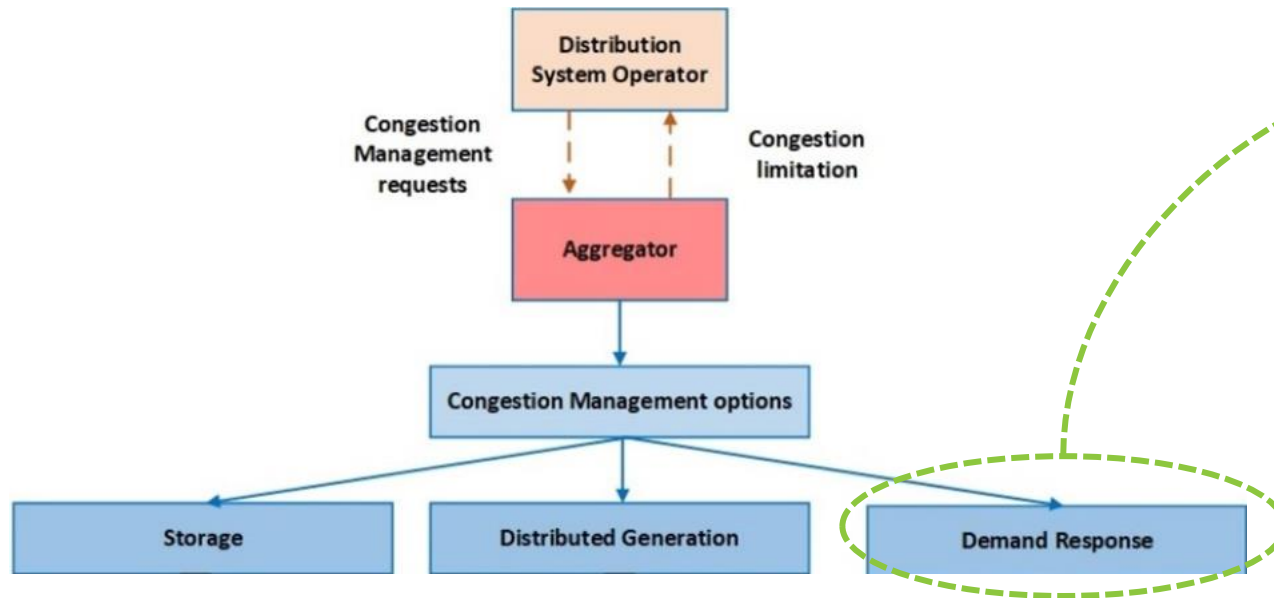 Distribution
System Operator
Congestion
Management
requests
Congestion
limitation
Aggregator
Congestion Management options
Storage
Distributed Generation
Demand Response